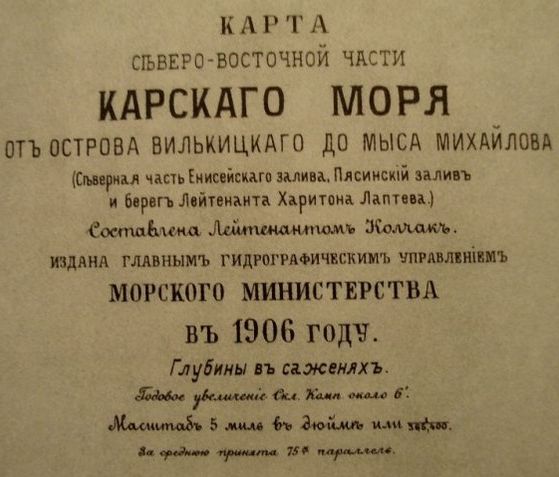 КАРТА
СѢВЕРО-ВОСТОЧНОЙ ЧАСТИ
КАРСКАГО МОРЯ
ОТЪ ОСТРОВА ВИЛЬКИЦКАГО ДО МЫСА МИХАЙЛОВА
(Сѣверная часть Енисейскаго залива, Пясинскій заливъ
и берегъ Лейтенанта Харитона Лаптева.)
Составлена Лейтенантомъ Колчакъ.
ИЗДАНА ГЛАВНЫМЪ ГИДРОГРАФИЧЕСКИМЪ УПРАВЛЕНІЕМЪ
МОРСКОГО МИНИСТЕРСТВА
ВЪ 1906 ГОДУ.
Глубины въ саженяхъ.
Годовое увеличеніе Скл. Комп около 6'.
Масштабъ 5 миль въ дюймѣ или
За среднюю принята 75я параллель.